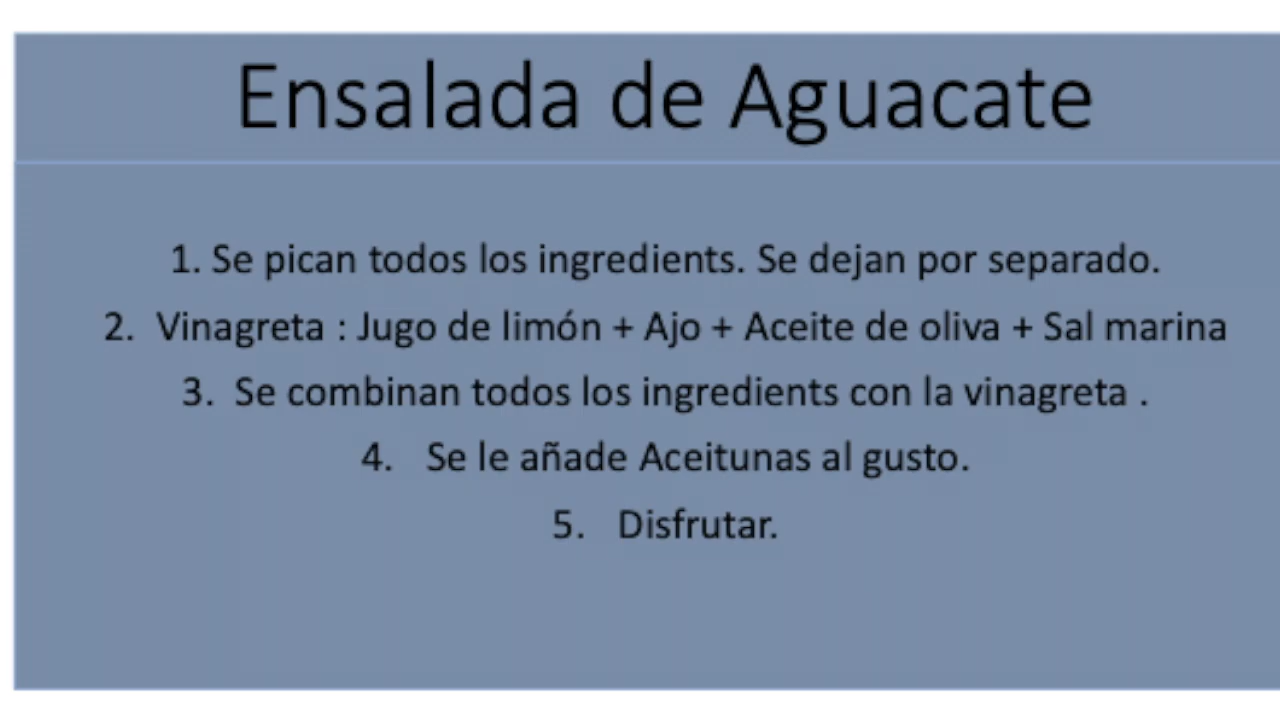 Ensalada de Aguacate
1. Se pican todos los ingredients. Se dejan por separado.
2. Vinagreta : Jugo de limón + Ajo + Aceite de oliva + Sal marina
3. Se combinan todos los ingredients con la vinagreta .
4. Se le añade Aceitunas al gusto.
5. Disfrutar.